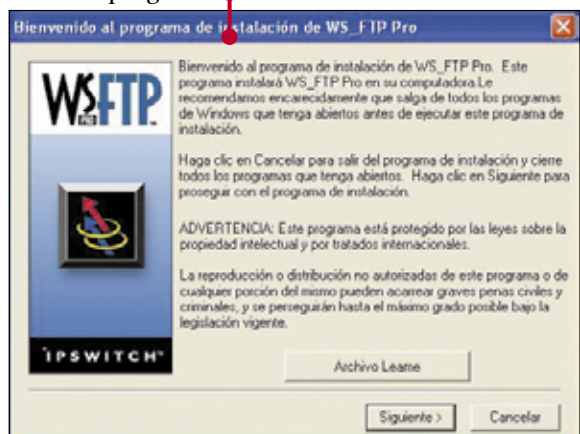 progr
Bienvenido al programa de instalación de WS_FTP Pro
WSFTP
PRO
Bienvenido al programa de instalación de WS_FTP Pro. Este
programa instalará WS_FTP Pro en su computadora.Le
recomendamos encarecidamente que salga de todos los programas
de Windows que tenga abiertos antes de ejecutar este programa de
instalación.
Haga clic en Cancelar para salir del programa de instalación y cierre
todos los programas que tenga abiertos. Haga clic en Siguiente para
proseguir con el programa de instalación.
ADVERTENCIA: Este programa está protegido por las leyes sobre la
propiedad intelectual y por tratados internacionales.
La reproducción o distribución no autorizadas de este programa o de
cualquier porción del mismo pueden acarrear graves penas civiles y
criminales, y se perseguirán hasta el máximo grado posible bajo la
legislación vigente.
IPSWITCH
Archivo Leame
Siguiente >
Cancelar